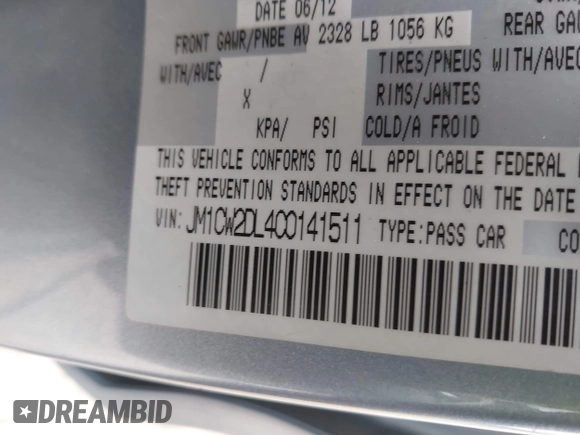 DATE 06/12
FRONT GAWR/PNBE AV 2328 LB 1056 KG
REAR GA
WITH/AVEC /
TIRES/PNEUS WITH/AVEC
X
RIMS/JANTES
KPA/ PSI
COLD/A FROID
THIS VEHICLE CONFORMS TO ALL APPLICABLE FEDERAL
THEFT PREVENTION STANDARDS IN EFFECT ON THE DATE
VIN: JM1CW2DL4C0141511 TYPE:PASS CAR CO
DREAMBID